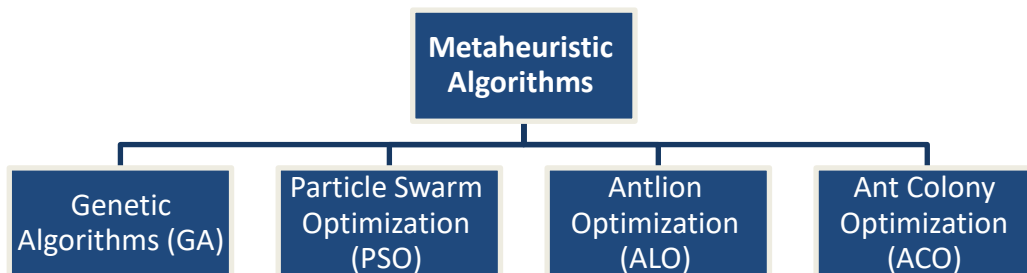 Metaheuristic
Algorithms
Genetic
Algorithms (GA)
Particle Swarm
Optimization
(PSO)
Antlion
Optimization
(ALO)
Ant Colony
Optimization
(ACO)